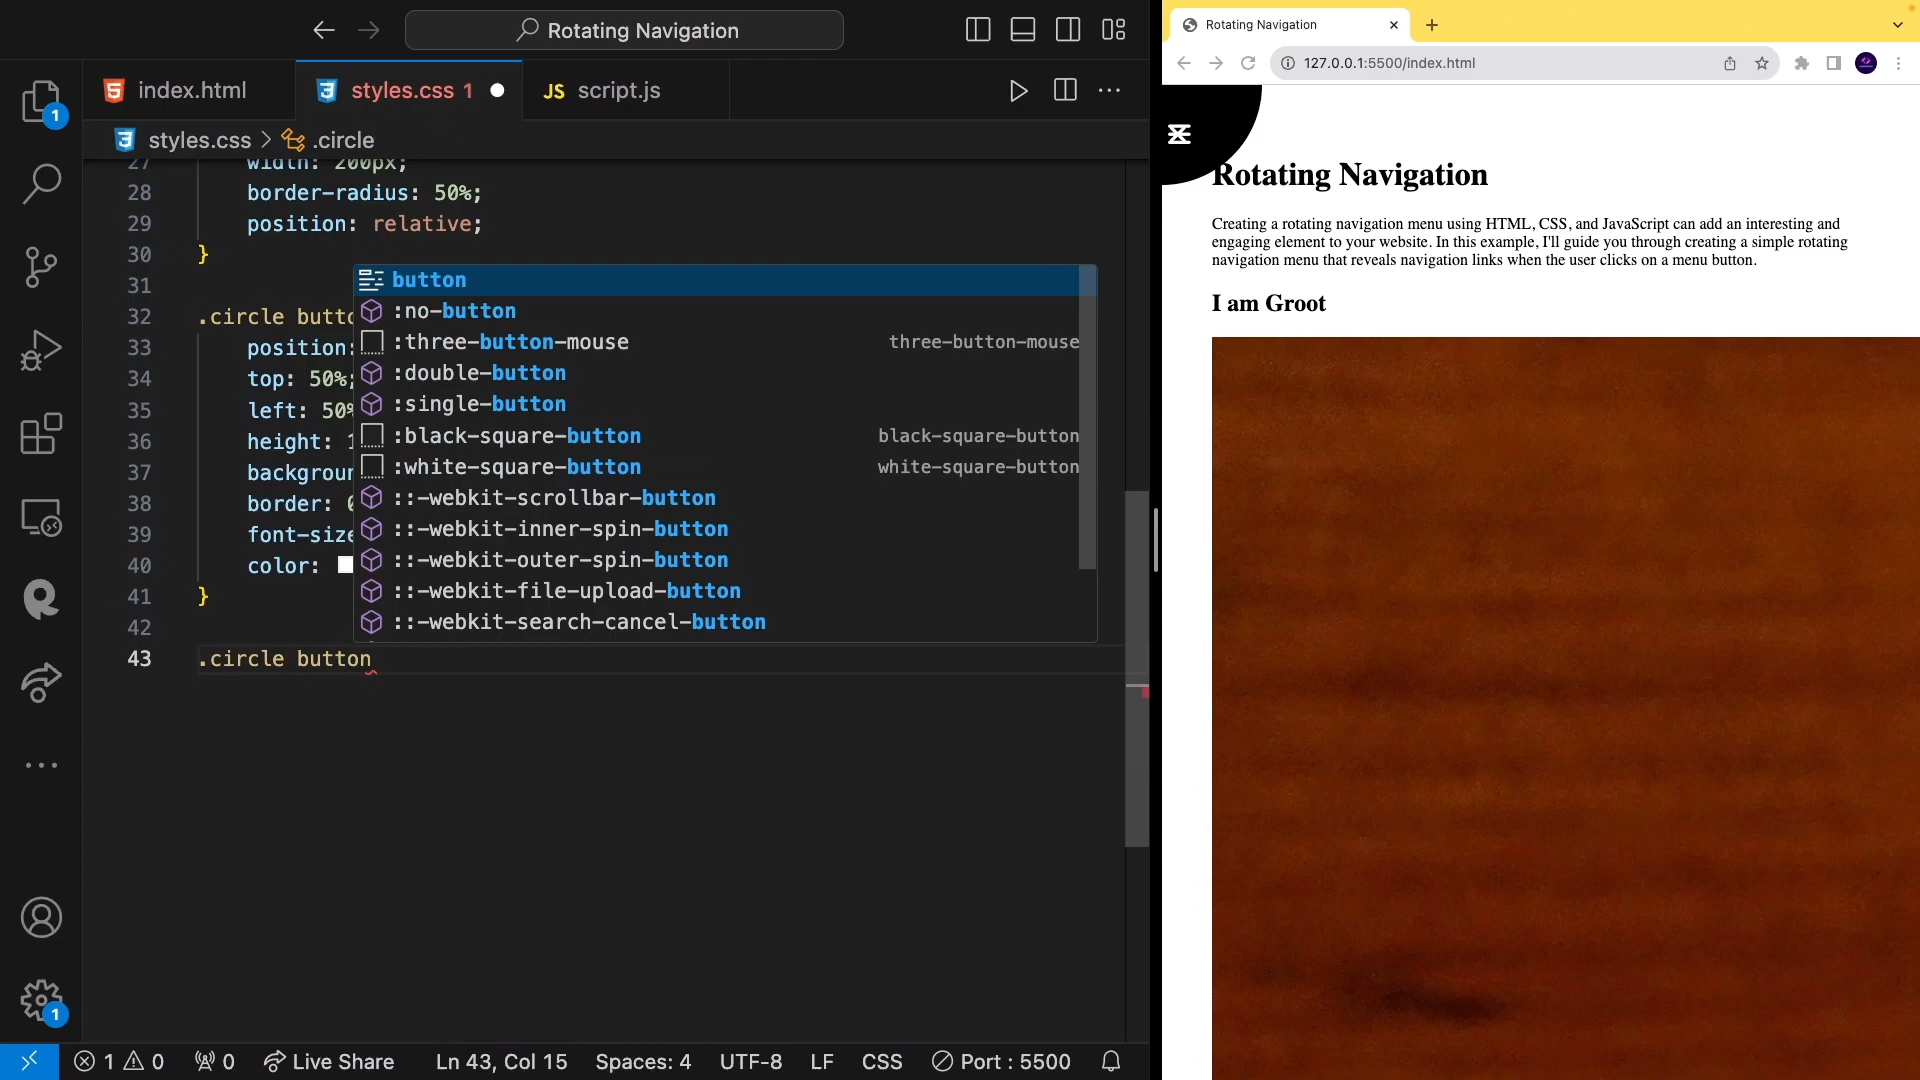 Rotating Navigation
index.html
styles.css 1
JS script.js
styles.css > .circle
27 width: 200px;
28 border-radius: 50%;
29 position: relative;
30 }
31
32 .circle butto
33 position:
34 top: 50%;
35 left: 50%
36 height: 1
37 backgroun
38 border: 0
39 font-size
40 color:
41 }
42
43 .circle button
button
:no-button
:three-button-mouse three-button-mouse
:double-button
:single-button
:black-square-button black-square-button
:white-square-button white-square-button
::-webkit-scrollbar-button
::-webkit-inner-spin-button
::-webkit-outer-spin-button
::-webkit-file-upload-button
::-webkit-search-cancel-button
1
1
1 0 0 Live Share Ln 43, Col 15 Spaces: 4 UTF-8 LF CSS Port : 5500
Rotating Navigation
127.0.0.1:5500/index.html
Rotating Navigation
Creating a rotating navigation menu using HTML, CSS, and JavaScript can add an interesting and
engaging element to your website. In this example, I'll guide you through creating a simple rotating
navigation menu that reveals navigation links when the user clicks on a menu button.
I am Groot